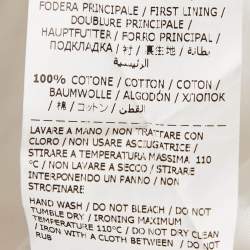 FODERA PRINCIPALE / FIRST LINING /
DOUBLURE PRINCIPALE /
HAUPTFUTTER / FORRO PRINCIPAL /
ПОДКЛАДКА / 衬 / 裏生地 / بطانة
الرئيسية
100% COTONE / COTTON / COTON /
BAUMWOLLE / ALGODÓN / ХЛОПОК
/ 棉 / コットン / القطن
LAVARE A MANO / NON TRATTARE CON
CLORO / NON USARE ASCIUGATRICE /
STIRARE A TEMPERATURA MASSIMA 110
°C / NON LAVARE A SECCO / STIRARE
INTERPONENDO UN PANNO / NON
STROFINARE
HAND WASH / DO NOT BLEACH / DO NOT
TUMBLE DRY / IRONING MAXIMUM
TEMPERATURE 110°C / DO NOT DRY CLEAN
/ IRON WITH A CLOTH BETWEEN / DO NOT
RUB